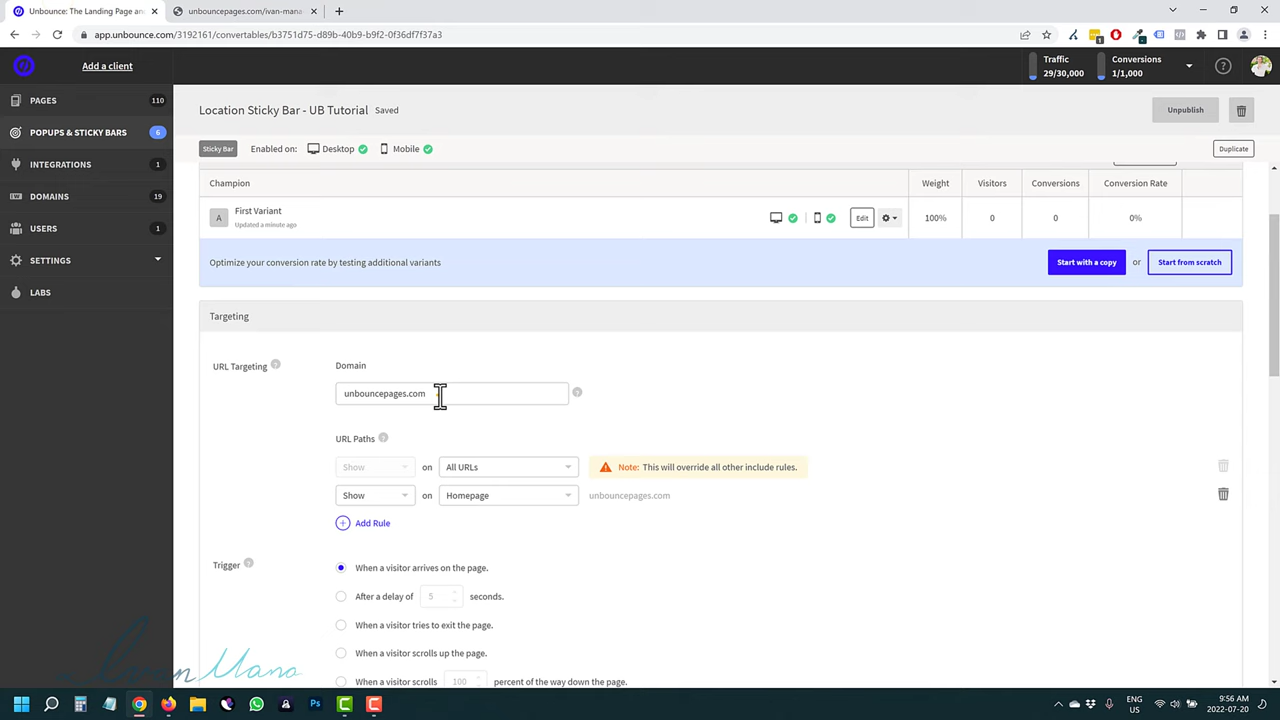 Unbounce: The Landing Page an
unbouncepages.com/ivan-mana
app.unbounce.com/3192161/convertables/b3751d75-d89b-40b9-b9f2-0f36df7f37a3
1
Add a client
Traffic
29/30,000
Conversions
1/1,000
PAGES 110
POPUPS & STICKY BARS 6
INTEGRATIONS 1
DOMAINS 19
USERS 1
SETTINGS
LABS
Location Sticky Bar - UB Tutorial Saved
Unpublish
Sticky Bar Enabled on: Desktop Mobile
Duplicate
Champion Weight Visitors Conversions Conversion Rate
A First Variant Edit 100% 0 0 0%
Updated a minute ago
Optimize your conversion rate by testing additional variants Start with a copy or Start from scratch
Targeting
URL Targeting ? Domain
unbouncepages.com ?
URL Paths ?
Show on All URLs Note: This will override all other include rules.
Show on Homepage unbouncepages.com
+ Add Rule
Trigger ? When a visitor arrives on the page.
After a delay of 5 seconds.
When a visitor tries to exit the page.
When a visitor scrolls up the page.
When a visitor scrolls 100 percent of the way down the page.
Ivan Mana
ENG 9:56 AM
US 2022-07-20